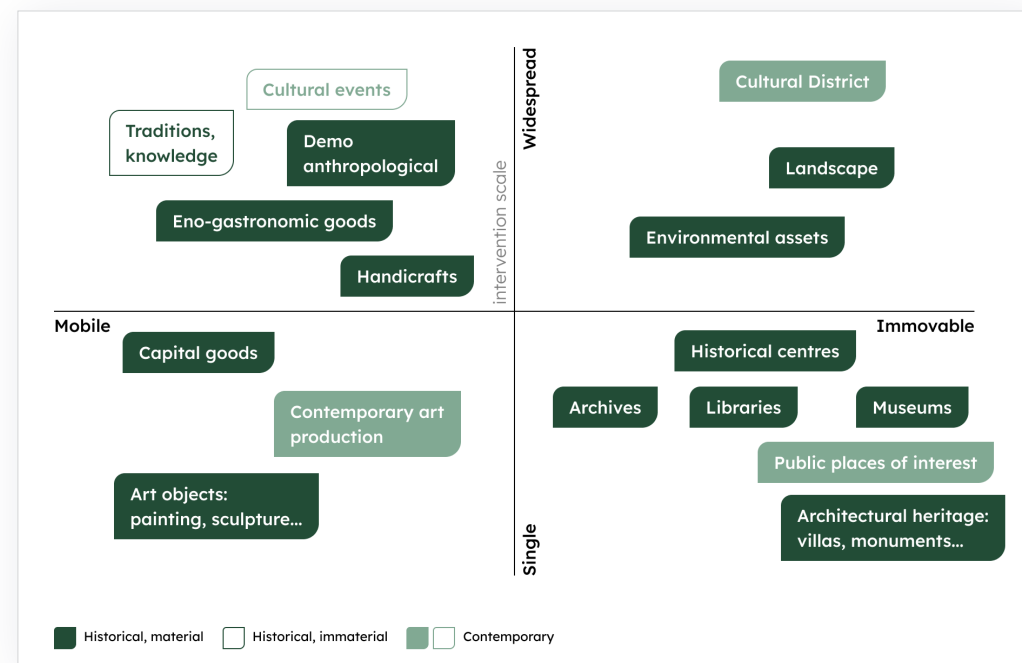 Cultural events
Traditions,
knowledge
Demo
anthropological
Eno-gastronomic goods
Handicrafts
Widespread
intervention scale
Cultural District
Landscape
Environmental assets
Mobile
Immovable
Capital goods
Contemporary art
production
Art objects:
painting, sculpture...
Single
Historical centres
Archives
Libraries
Museums
Public places of interest
Architectural heritage:
villas, monuments...
Historical, material
Historical, immaterial
Contemporary